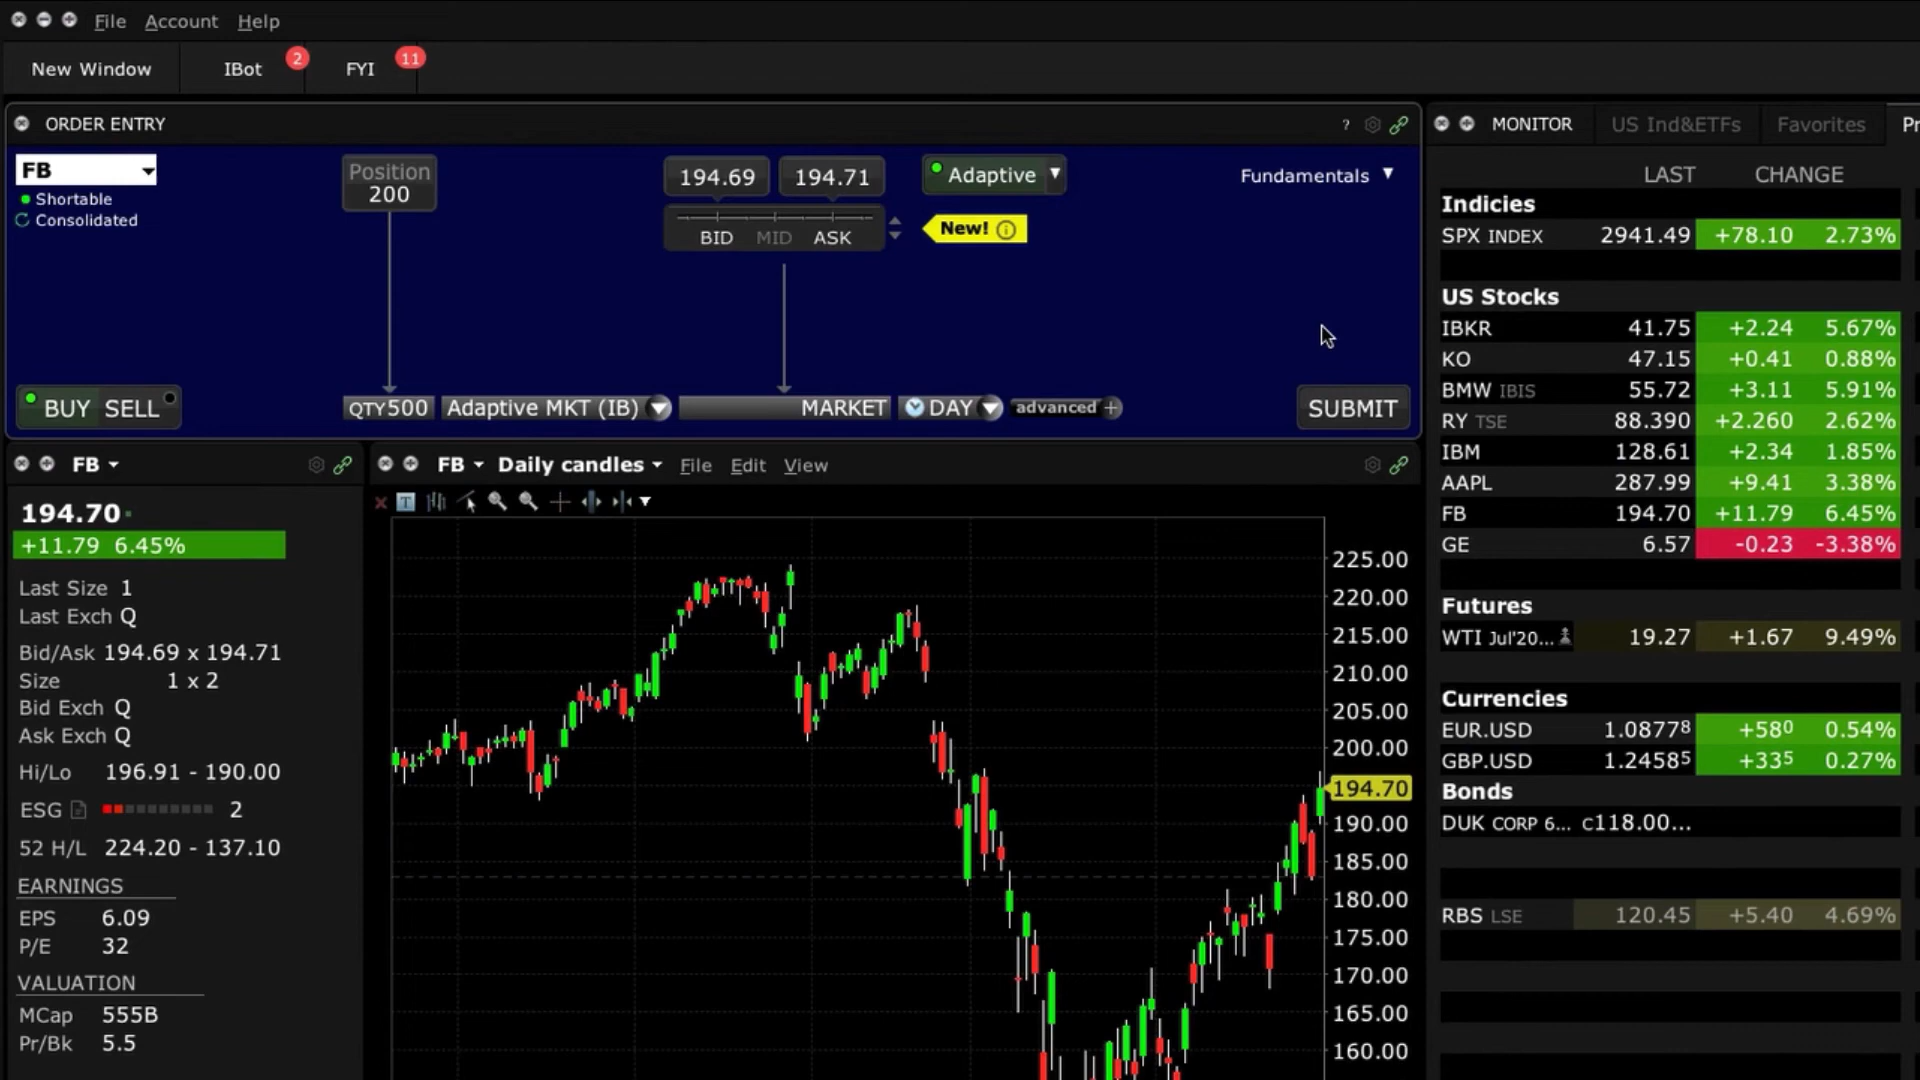 File Account Help
New Window IBot 2 FYI 11
ORDER ENTRY ?
FB
Shortable
Consolidated
Position
200
194.69 194.71
BID MID ASK
Adaptive
New!
Fundamentals
BUY SELL
QTY 500 Adaptive MKT (IB) MARKET DAY advanced +
SUBMIT
FB
194.70
+11.79 6.45%
Last Size 1
Last Exch Q
Bid/Ask 194.69 x 194.71
Size 1 x 2
Bid Exch Q
Ask Exch Q
Hi/Lo 196.91 - 190.00
ESG 2
52 H/L 224.20 - 137.10
EARNINGS
EPS 6.09
P/E 32
VALUATION
MCap 555B
Pr/Bk 5.5
FB Daily candles File Edit View
T
225.00
220.00
215.00
210.00
205.00
200.00
194.70
190.00
185.00
180.00
175.00
170.00
165.00
160.00
MONITOR US Ind&ETFs Favorites
LAST CHANGE
Indicies
SPX INDEX 2941.49 +78.10 2.73%
US Stocks
IBKR 41.75 +2.24 5.67%
KO 47.15 +0.41 0.88%
BMW IBIS 55.72 +3.11 5.91%
RY TSE 88.390 +2.260 2.62%
IBM 128.61 +2.34 1.85%
AAPL 287.99 +9.41 3.38%
FB 194.70 +11.79 6.45%
GE 6.57 -0.23 -3.38%
Futures
WTI Jul'20... 19.27 +1.67 9.49%
Currencies
EUR.USD 1.08778 +580 0.54%
GBP.USD 1.24585 +335 0.27%
Bonds
DUK CORP 6... C118.00...
RBS LSE 120.45 +5.40 4.69%